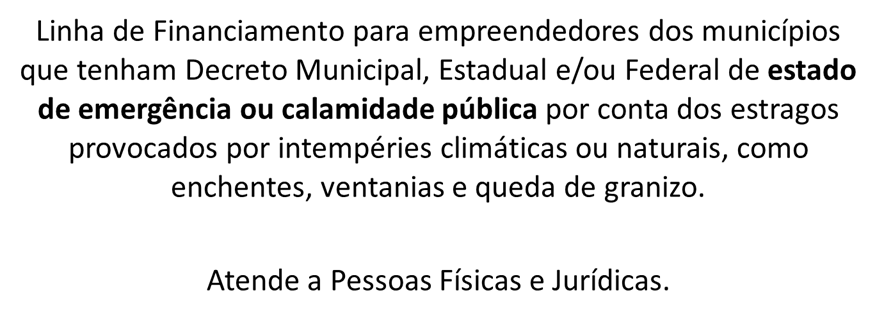 Linha de Financiamento para empreendedores dos municípios
que tenham Decreto Municipal, Estadual e/ou Federal de estado
de emergência ou calamidade pública por conta dos estragos
provocados por intempéries climáticas ou naturais, como
enchentes, ventanias e queda de granizo.
Atende a Pessoas Físicas e Jurídicas.